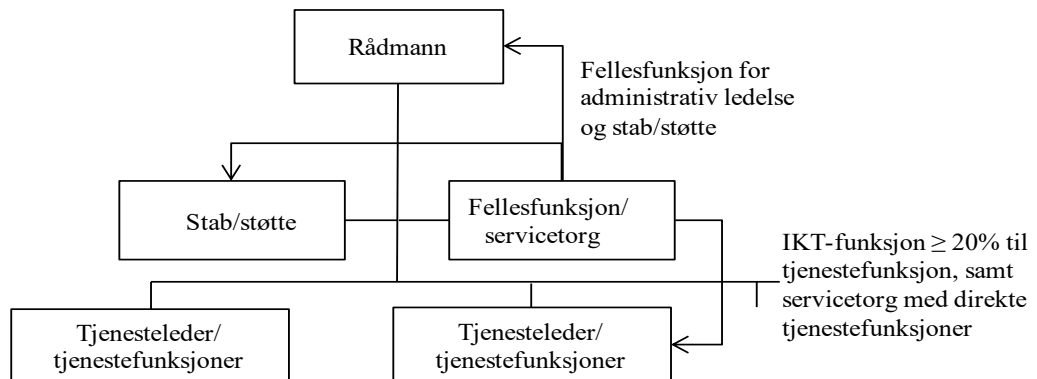 Rådmann
Fellesfunksjon for
administrativ ledelse
og stab/støtte
Stab/støtte
Fellesfunksjon/
servicetorg
IKT-funksjon ≥ 20% til
tjenestefunksjon, samt
servicetorg med direkte
tjenestefunksjoner
Tjenesteleder/
tjenestefunksjoner
Tjenesteleder/
tjenestefunksjoner